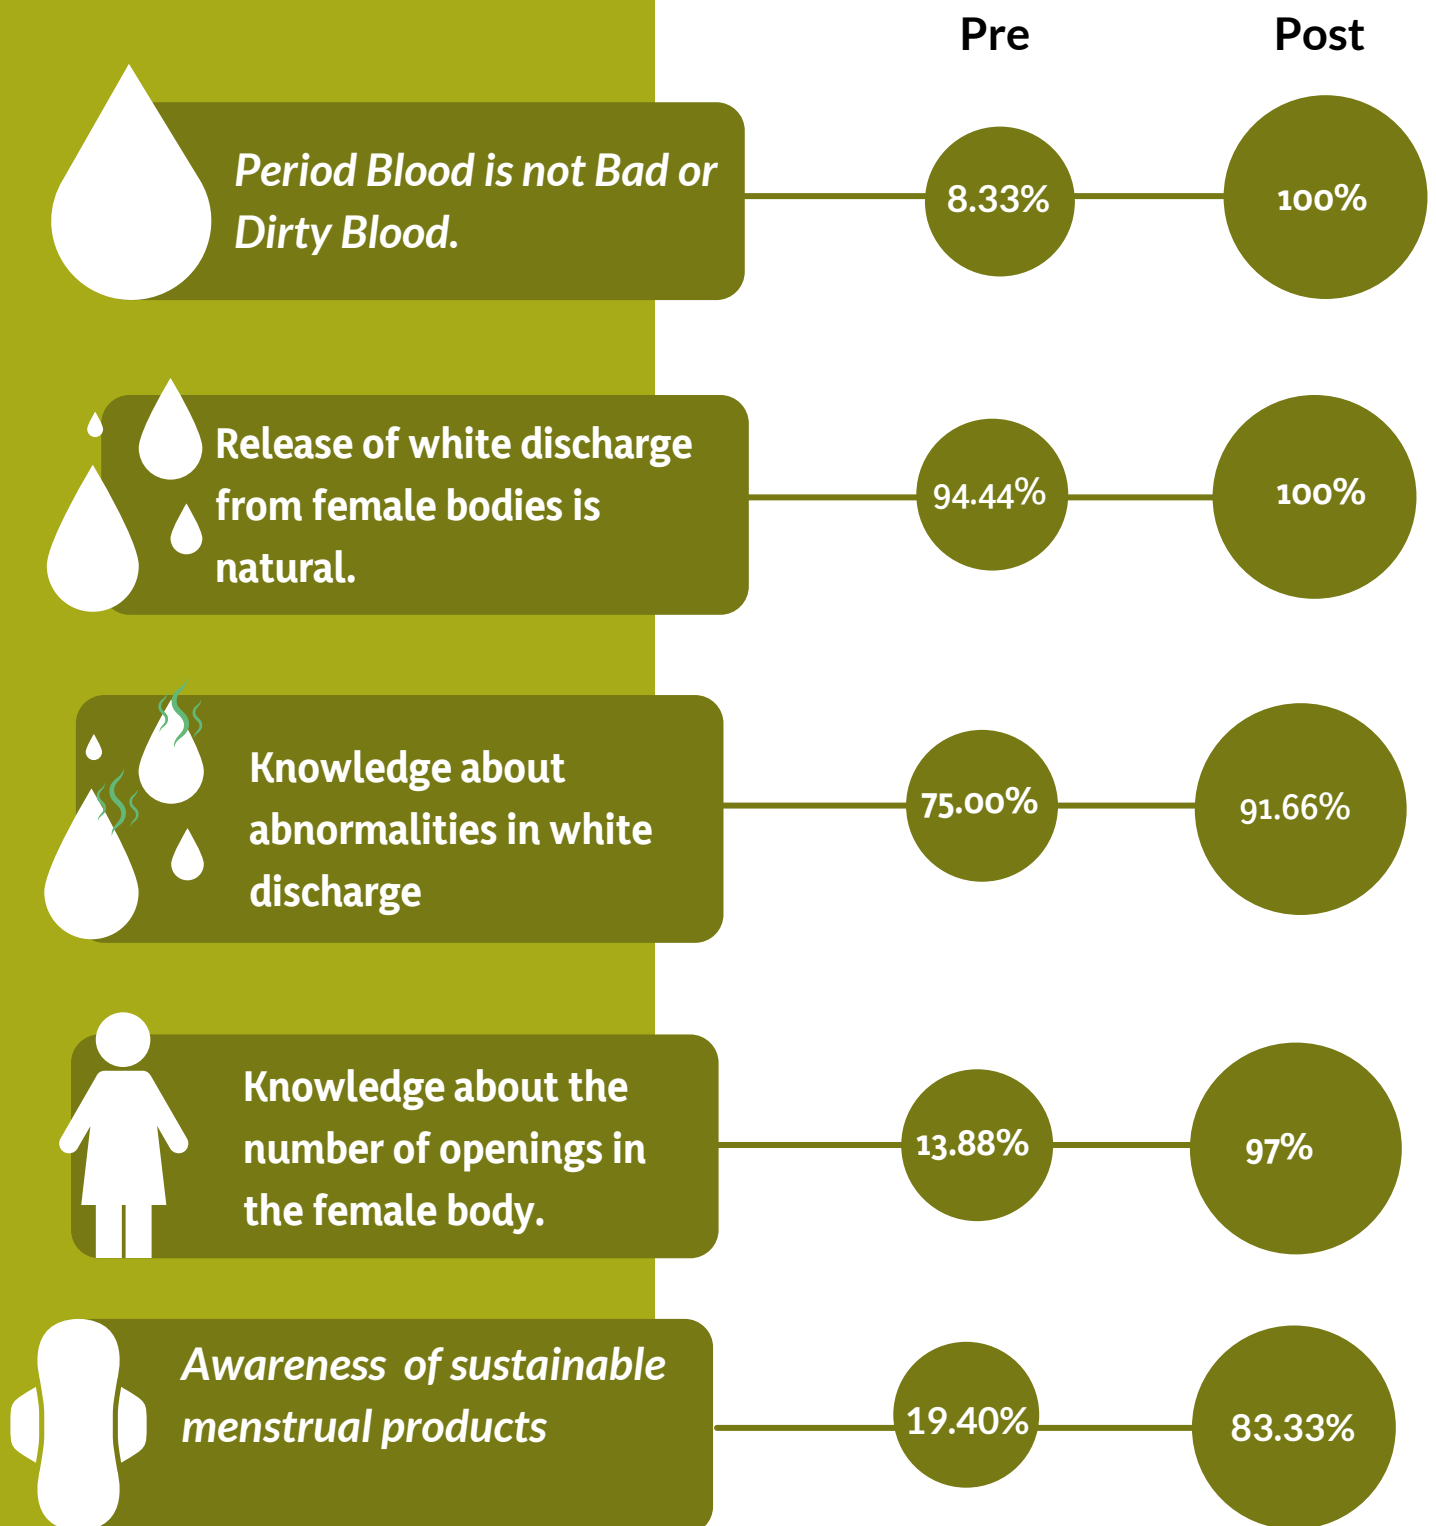 Pre Post
Period Blood is not Bad or
Dirty Blood.
8.33% 100%
Release of white discharge
from female bodies is
natural.
94.44% 100%
Knowledge about
abnormalities in white
discharge
75.00% 91.66%
Knowledge about the
number of openings in
the female body.
13.88% 97%
Awareness of sustainable
menstrual products
19.40% 83.33%